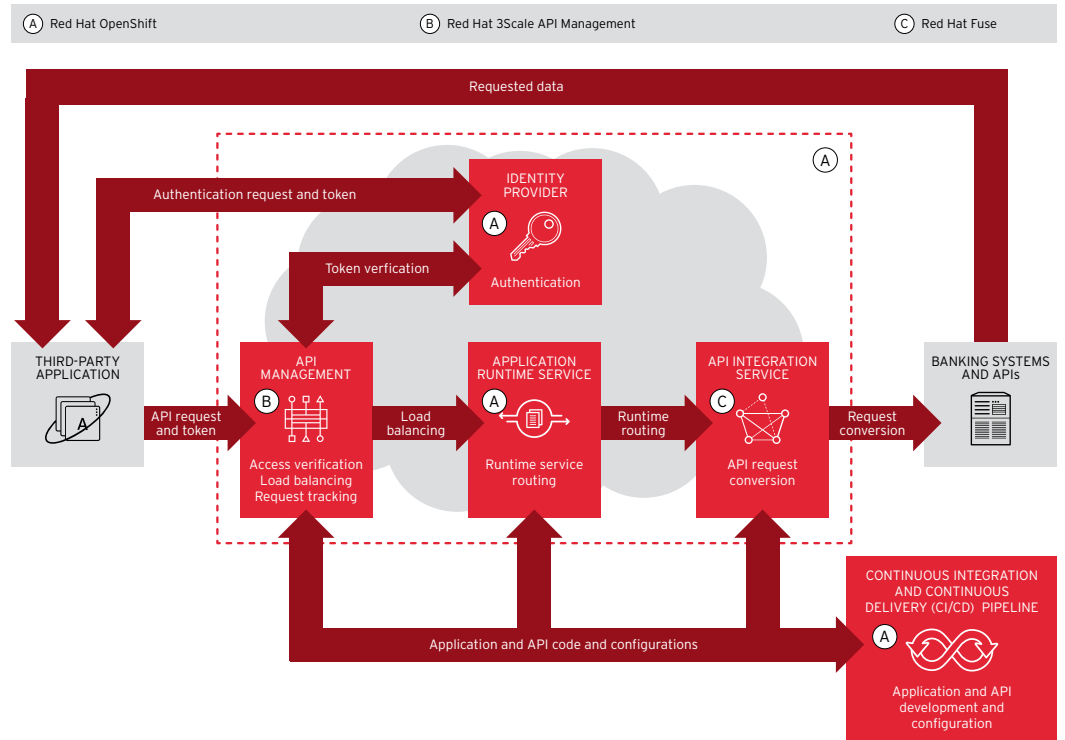 A Red Hat OpenShift
B Red Hat 3Scale API Management
C Red Hat Fuse
Requested data
A
IDENTITY
PROVIDER
A
Authentication
Authentication request and token
Token verfication
THIRD-PARTY
APPLICATION
A
API request
and token
API
MANAGEMENT
B
Access verification
Load balancing
Request tracking
Load
balancing
APPLICATION
RUNTIME SERVICE
A
Runtime service
routing
Runtime
routing
API INTEGRATION
SERVICE
C
API request
conversion
Request
conversion
BANKING SYSTEMS
AND APIs
Application and API code and configurations
CONTINUOUS INTEGRATION
AND CONTINUOUS
DELIVERY (CI/CD) PIPELINE
A
Application and API
development and
configuration